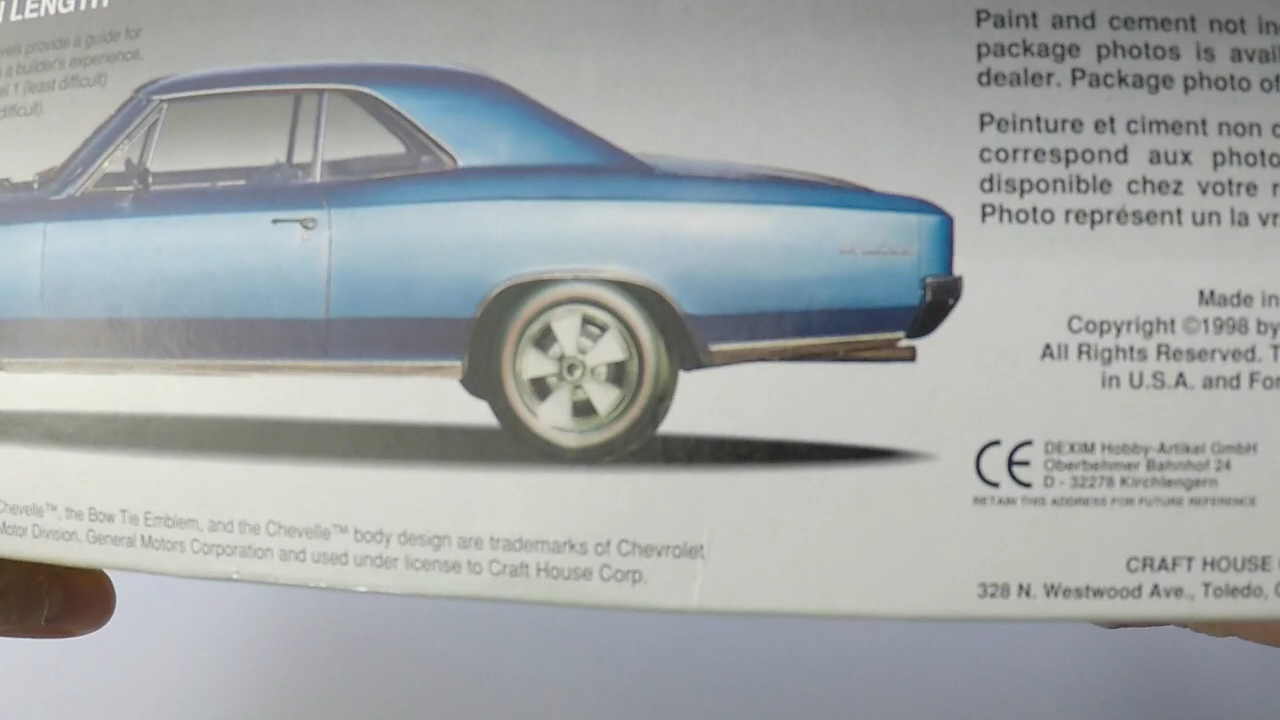 LENGTH
provide a guide for
a builder's experience,
1 (least difficult)
difficult).
Paint and cement not in
package photos is avai
dealer. Package photo of
Peinture et ciment non
correspond aux photo
disponible chez votre r
Photo représent un la vr
Made in
Copyright ©1998 by
All Rights Reserved. T
in U.S.A. and For
CE
DEXIM Hobby-Artikel GmbH
Oberbehmer Bahnhof 24
D - 32278 Kirchlengern
RETAIN THIS ADDRESS FOR FUTURE REFERENCE
Chevelle™, the Bow Tie Emblem, and the Chevelle™ body design are trademarks of Chevrolet
Motor Division, General Motors Corporation and used under license to Craft House Corp.
CRAFT HOUSE
328 N. Westwood Ave., Toledo,